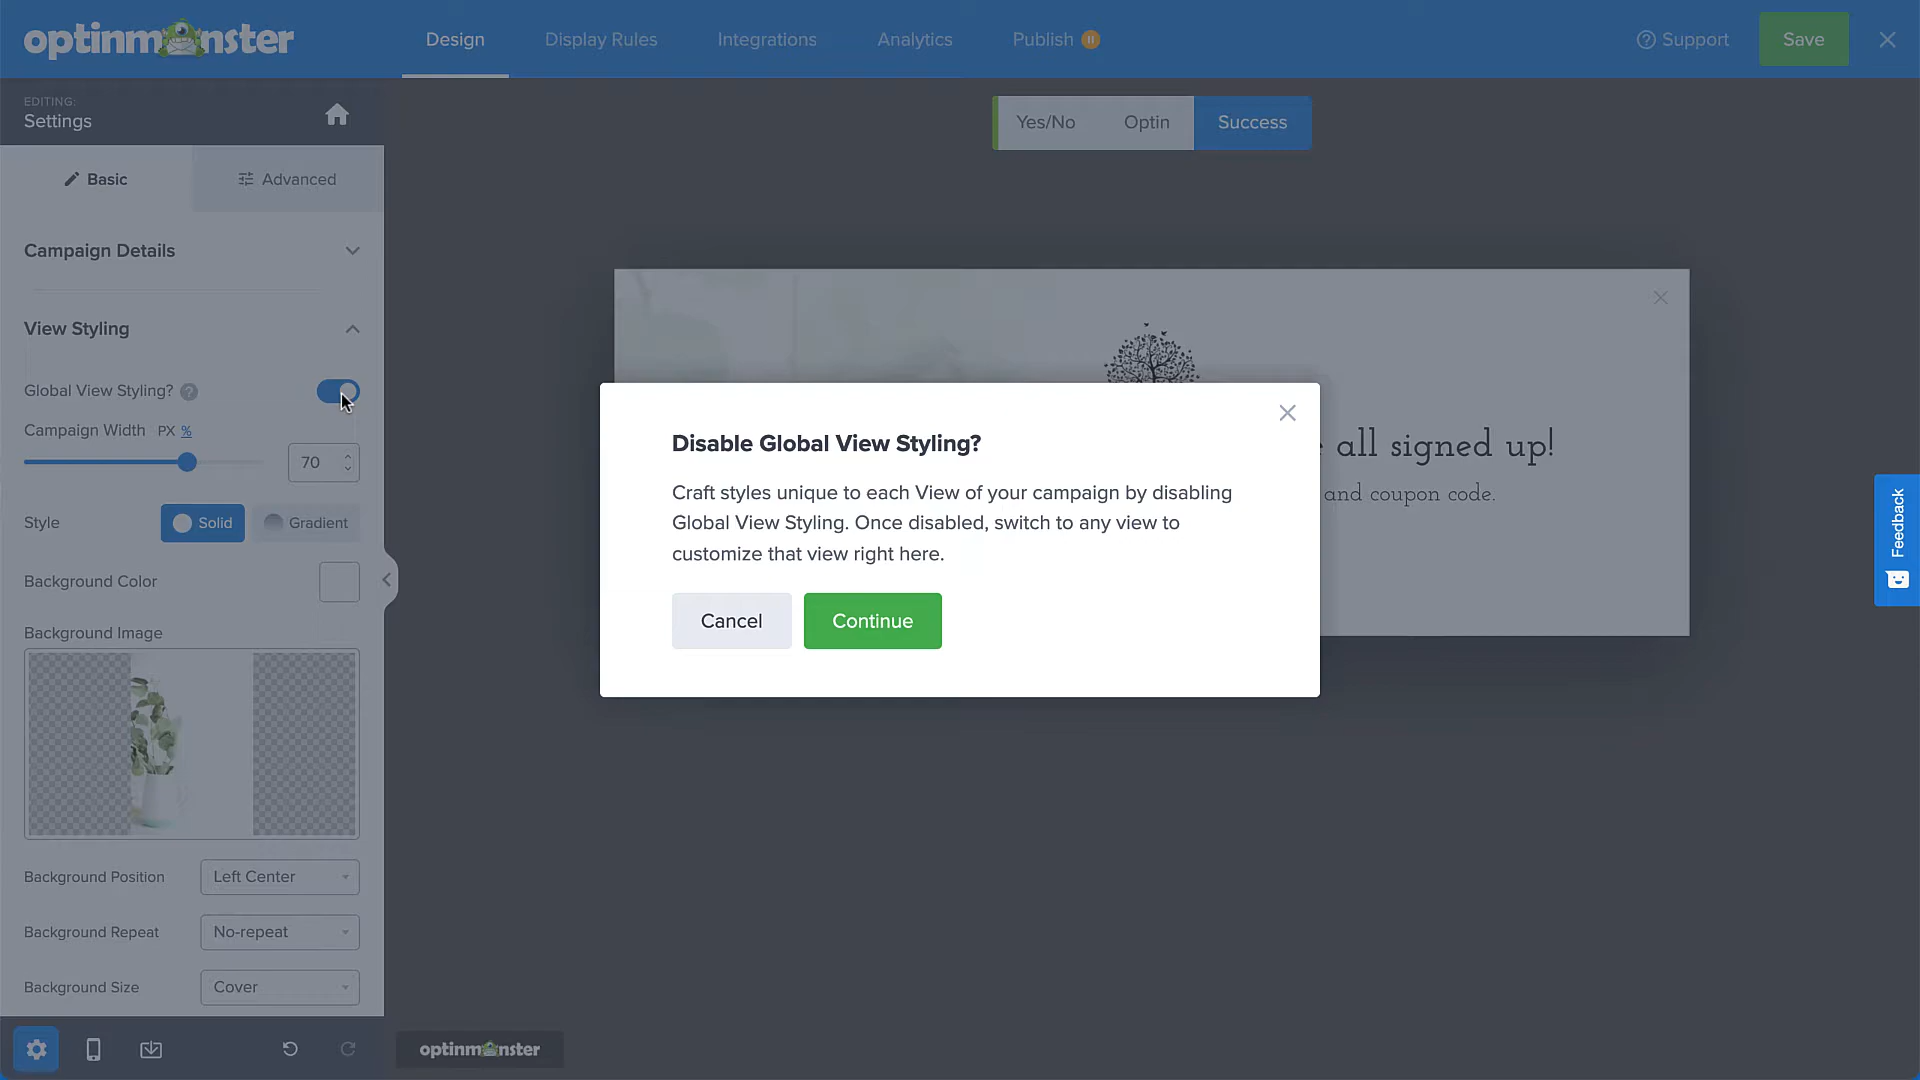 optinmonster
Design
Display Rules
Integrations
Analytics
Publish
Support
Save
EDITING:
Settings
Yes/No
Optin
Success
Basic
Advanced
Campaign Details
View Styling
Global View Styling?
Campaign Width PX %
70
Style
Solid
Gradient
Background Color
Background Image
Background Position
Left Center
Background Repeat
No-repeat
Background Size
Cover
all signed up!
and coupon code.
Disable Global View Styling?
Craft styles unique to each View of your campaign by disabling
Global View Styling. Once disabled, switch to any view to
customize that view right here.
Cancel
Continue
Feedback
optinmonster